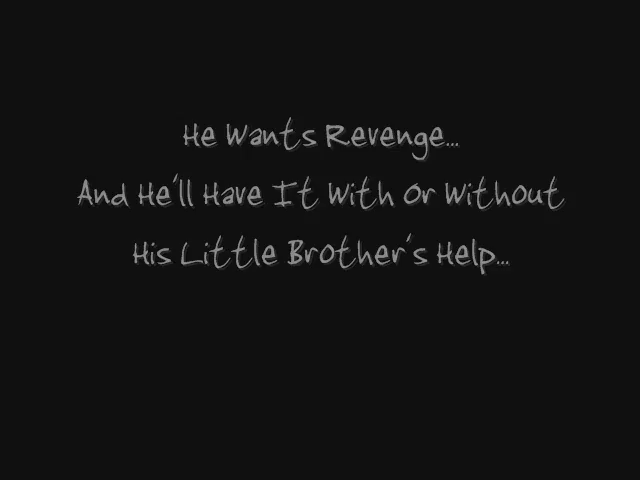 He Wants Revenge...
And He'll Have It With Or Without
His Little Brother's Help...